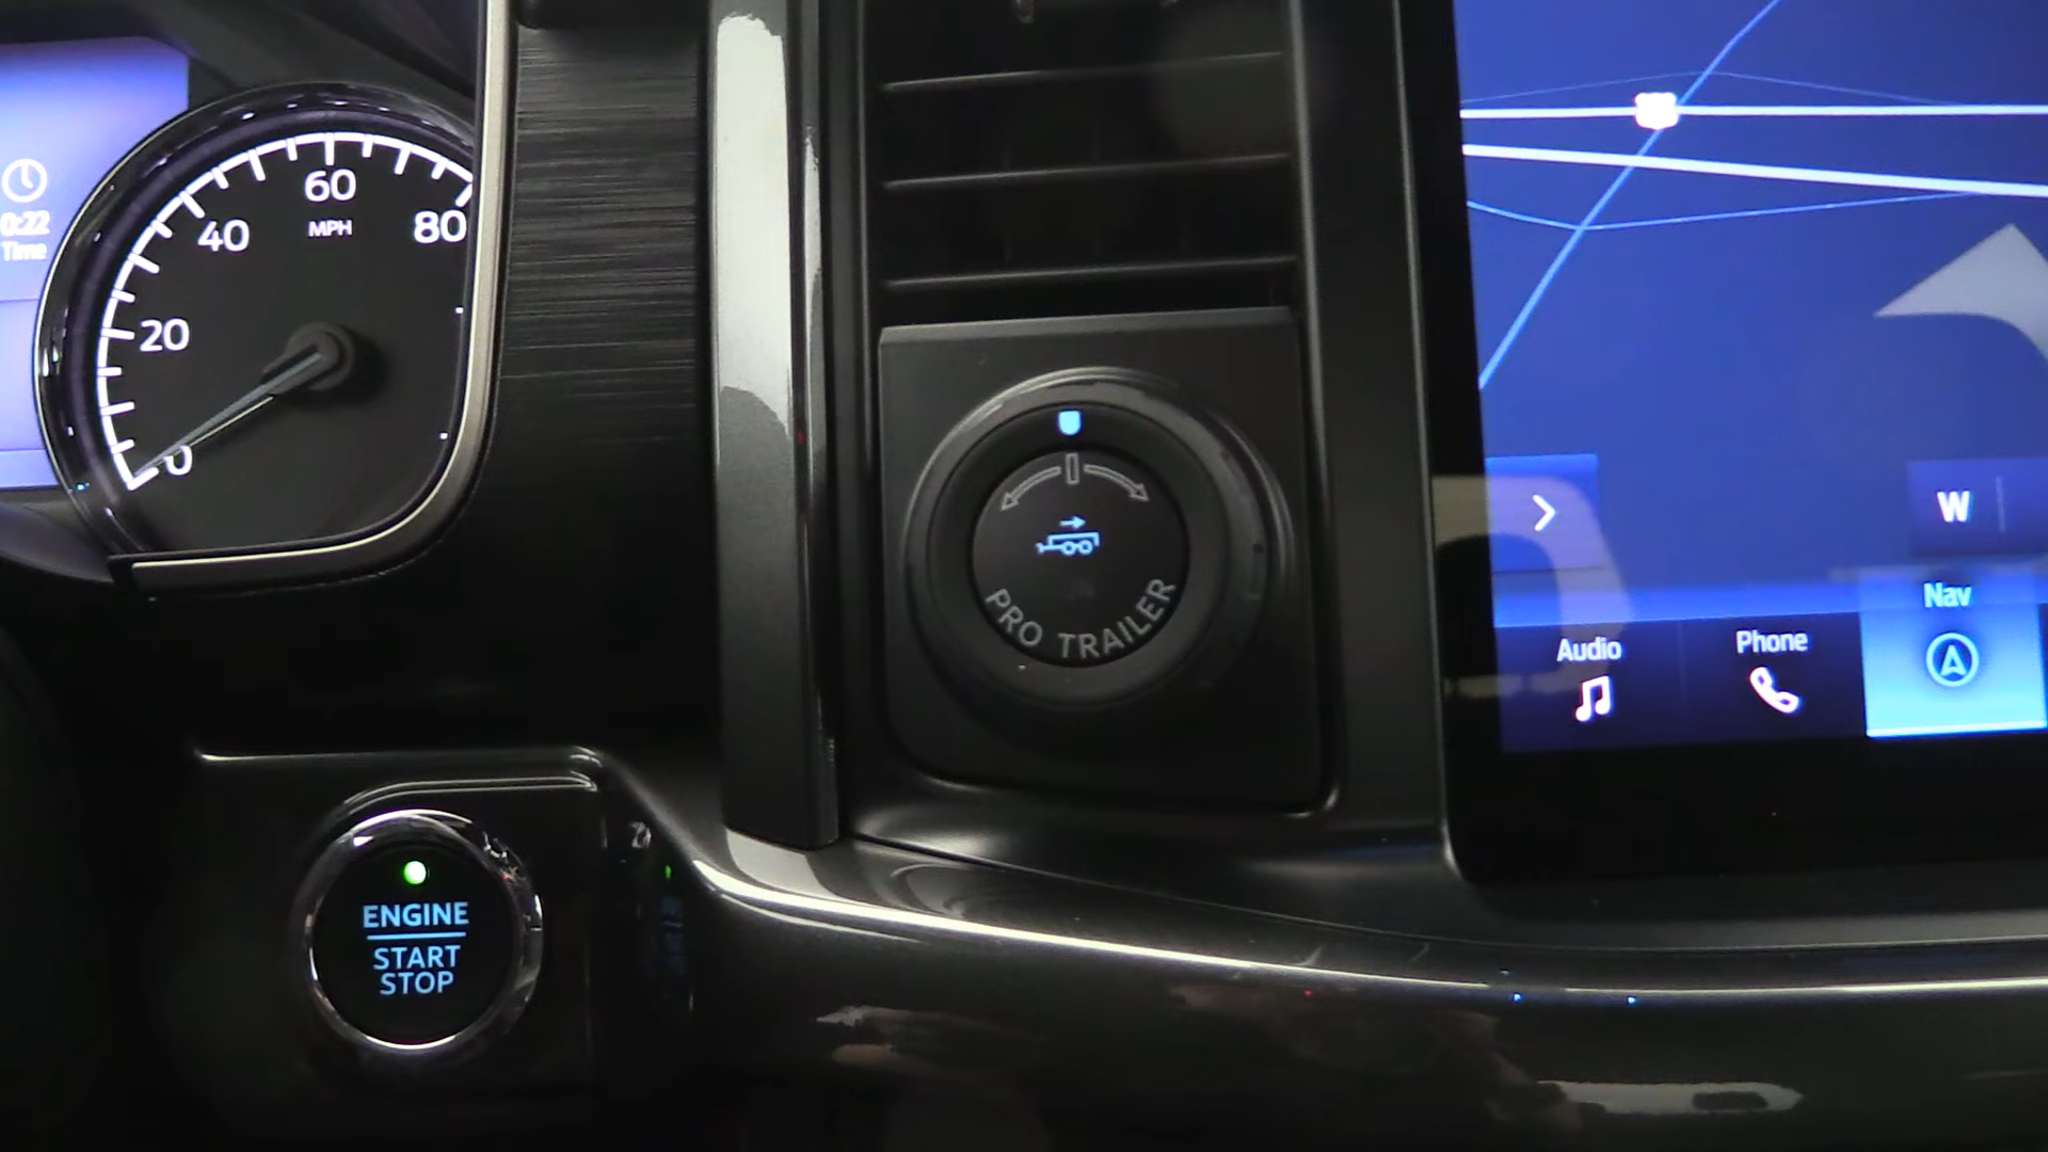 0:22
Time
0
20
40
60
80
MPH
PRO TRAILER
W
Audio
Phone
Nav
ENGINE
START
STOP